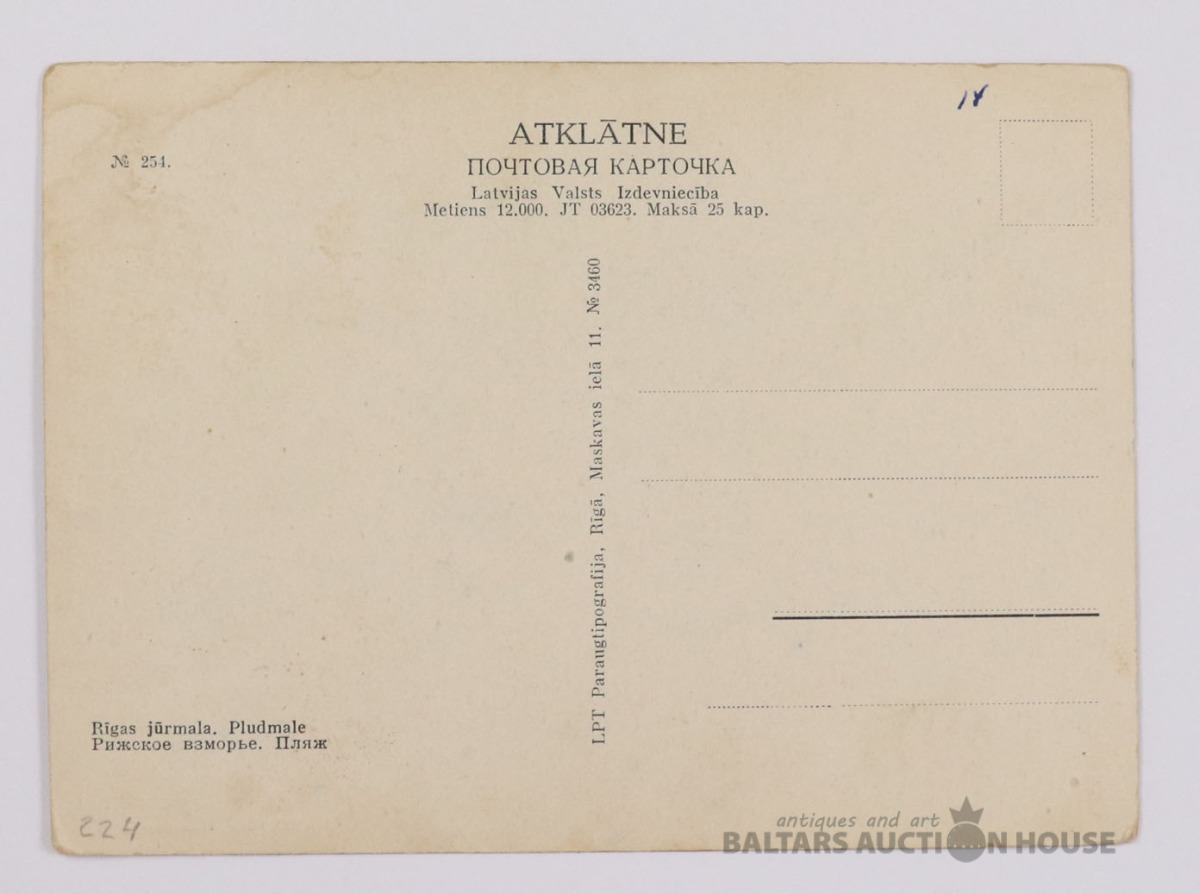 14
ATKLĀTNE
№ 254.
ПОЧТОВАЯ КАРТОЧКА
Latvijas Valsts Izdevniecība
Metiens 12.000. JT 03623. Maksā 25 kap.
LPT Paraugtipografija, Rīgā, Maskavas ielā 11. № 3460
Rīgas jūrmala. Pludmale
Рижское взморье. Пляж
224
antiques and art
BALTARS AUCTION HOUSE